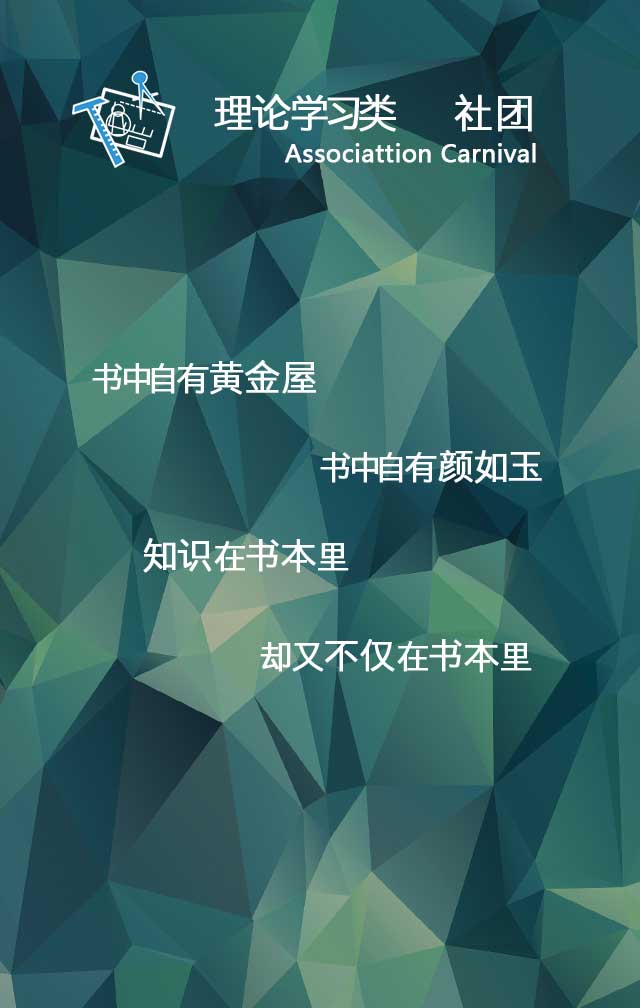 理论学习类 社团
Associattion Carnival
书中自有黄金屋
书中自有颜如玉
知识在书本里
却又不仅在书本里